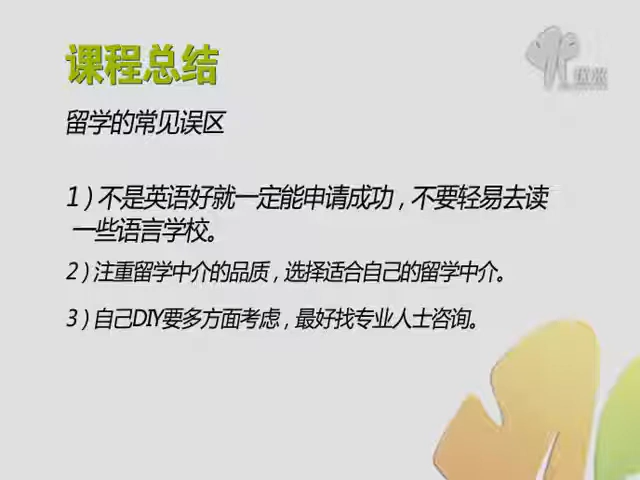 课程总结
留学的常见误区
1）不是英语好就一定能申请成功，不要轻易去读
一些语言学校。
2）注重留学中介的品质，选择适合自己的留学中介。
3）自己DIY要多方面考虑，最好找专业人士咨询。